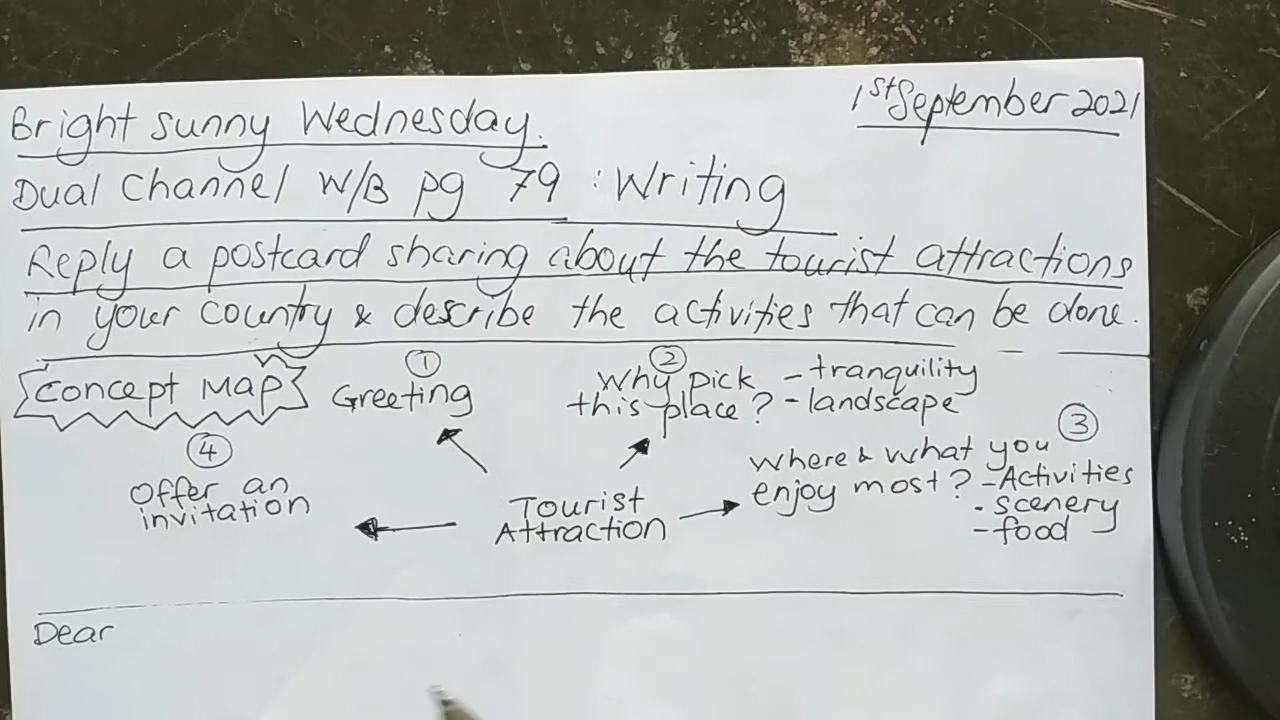 Bright sunny Wednesday.
1st September 2021
Dual Channel W/B pg 79 : Writing
Reply a postcard sharing about the tourist attractions
in your country & describe the activities that can be done.
Concept Map
1
Greeting
2
Why pick
this place?
- tranquility
- landscape
3
Where & what you
enjoy most?
- Activities
- scenery
- food
4
Offer an
invitation
Tourist
Attraction
Dear